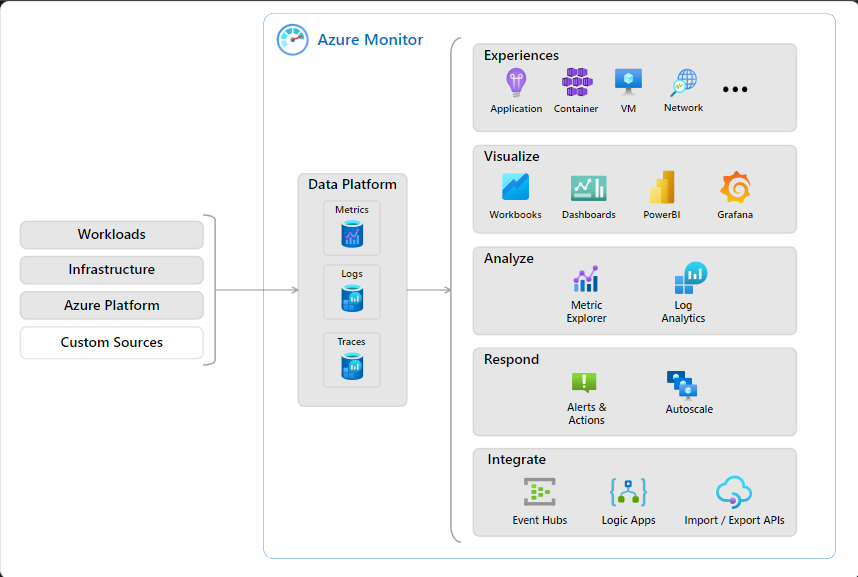 Azure Monitor
Workloads
Infrastructure
Azure Platform
Custom Sources
Data Platform
Metrics
Logs
Traces
Experiences
Application
Container
VM
Network
Visualize
Workbooks
Dashboards
PowerBI
Grafana
Analyze
Metric
Explorer
Log
Analytics
Respond
Alerts &
Actions
Autoscale
Integrate
Event Hubs
Logic Apps
Import / Export APIs